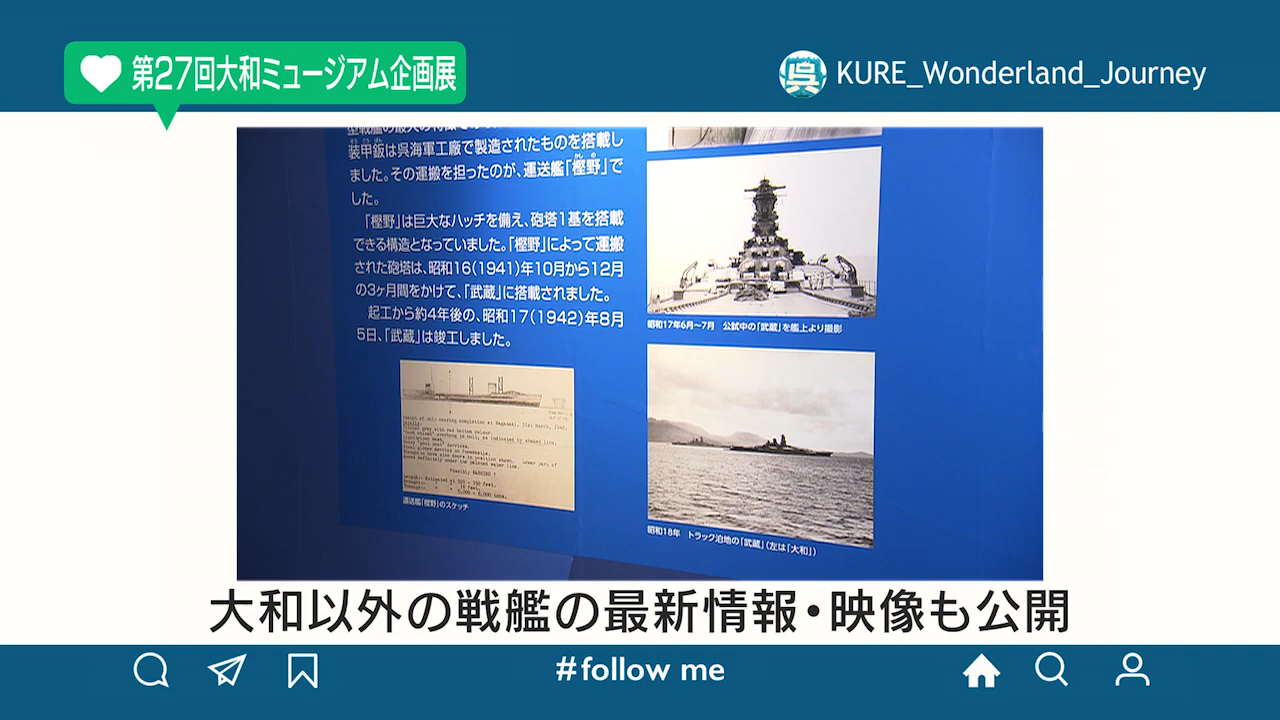 第27回大和ミュージアム企画展
KURE_Wonderland_Journey
呉
装甲鈑は呉海軍工廠で製造されたものを搭載し
ました。その運搬を担ったのが、運送艦「樫野」で
した。
「樫野」は巨大なハッチを備え、砲塔1基を搭載
できる構造となっていました。「樫野」によって運搬
された砲塔は、昭和16(1941)年10月から12月
の3ヶ月間をかけて、「武蔵」に搭載されました。
起工から約4年後の、昭和17(1942)年8月
5日、「武蔵」は竣工しました。
運送艦「樫野」のスケッチ
昭和17年6月〜7月 公試中の「武蔵」を艦上より撮影
昭和18年 トラック泊地の「武蔵」(左は「大和」)
大和以外の戦艦の最新情報・映像も公開
#follow me